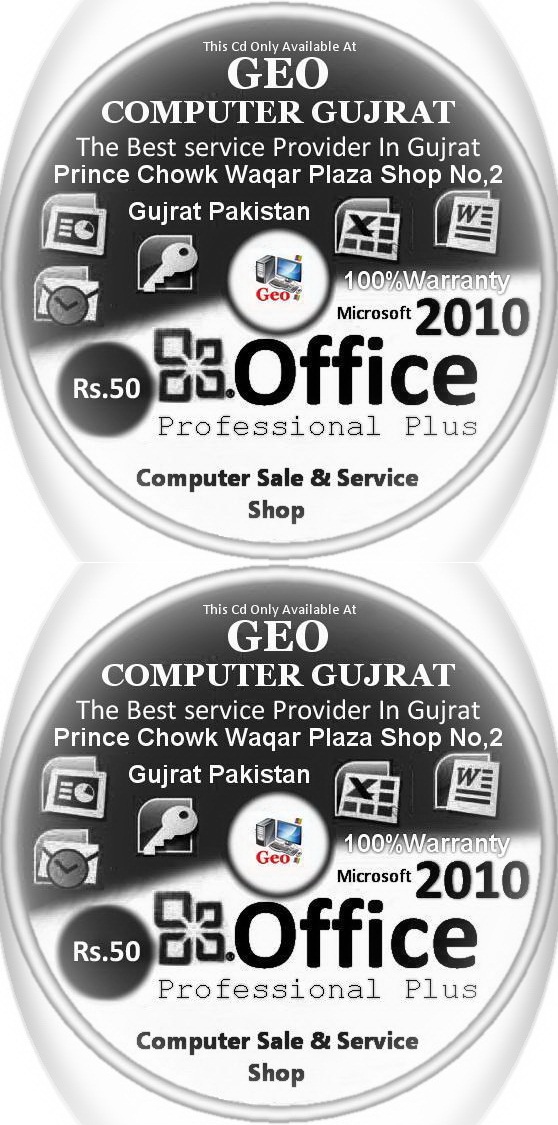 This Cd Only Available At
GEO
COMPUTER GUJRAT
The Best service Provider In Gujrat
Prince Chowk Waqar Plaza Shop No,2
Gujrat Pakistan
Geo
100%Warranty
Microsoft 2010
Rs.50
Office
Professional Plus
Computer Sale & Service
Shop
This Cd Only Available At
GEO
COMPUTER GUJRAT
The Best service Provider In Gujrat
Prince Chowk Waqar Plaza Shop No,2
Gujrat Pakistan
Geo
100%Warranty
Microsoft 2010
Rs.50
Office
Professional Plus
Computer Sale & Service
Shop